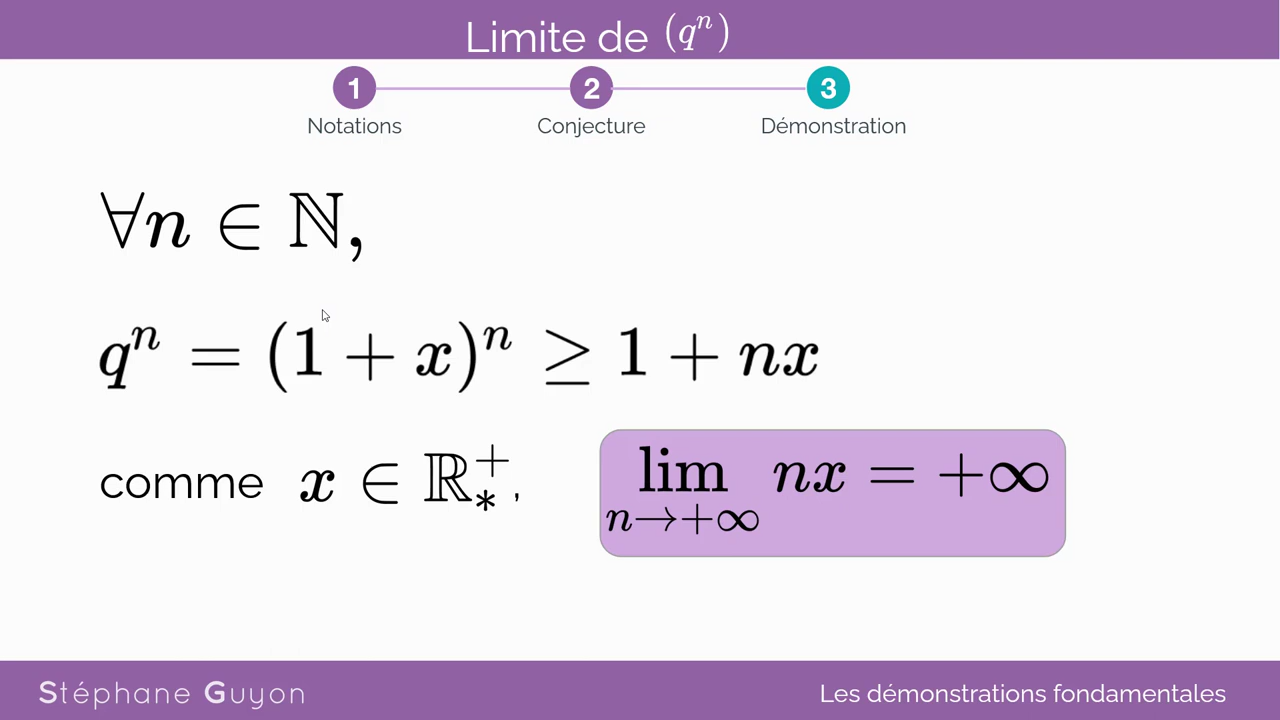 Limite de (qⁿ)
1 2 3
Notations Conjecture Démonstration
∀n ∈ ℕ,
qⁿ = (1 + x)ⁿ ≥ 1 + nx
comme x ∈ ℝ⁺₊*, lim nx = +∞
n→+∞
Stéphane Guyon Les démonstrations fondamentales